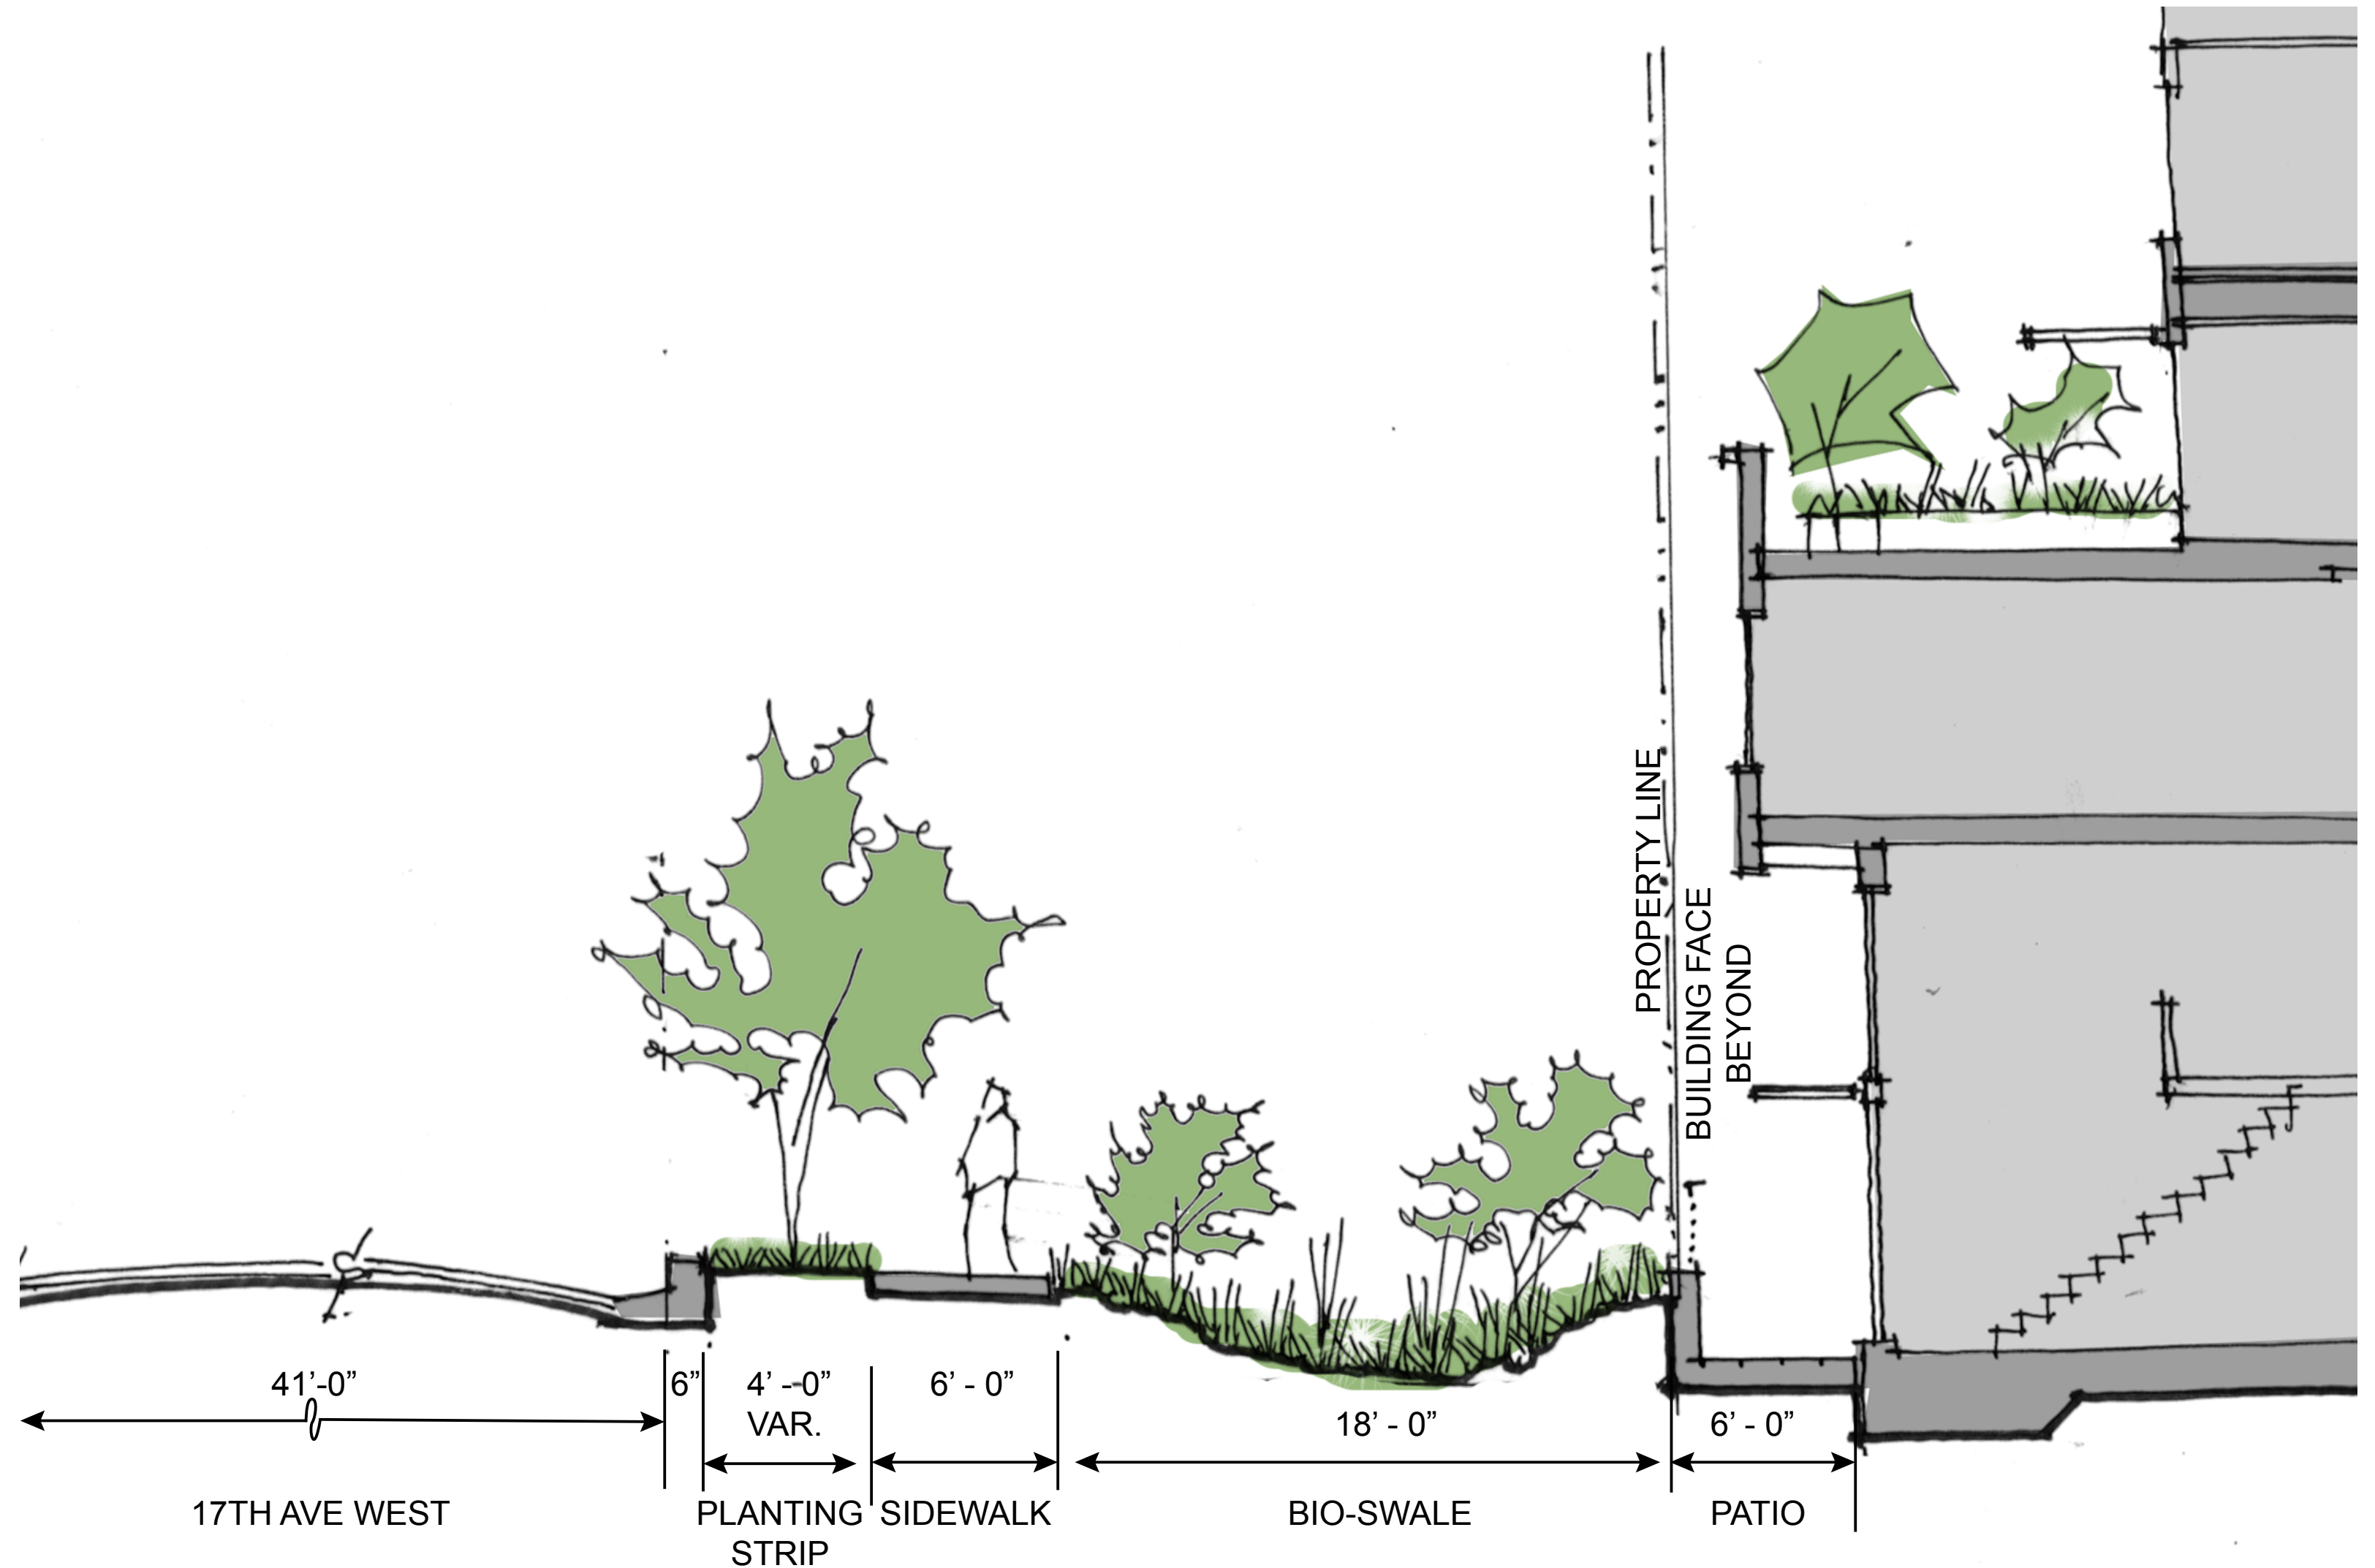 PROPERTY LINE
BUILDING FACE
BEYOND
41’-0”
6”
4’ -0”
VAR.
6’ - 0”
18’ - 0”
6’ - 0”
17TH AVE WEST
PLANTING
STRIP
SIDEWALK
BIO-SWALE
PATIO